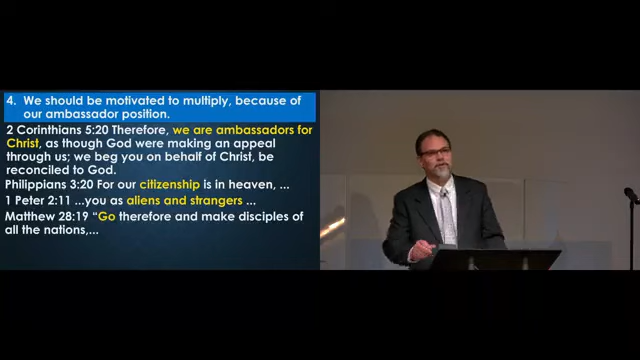 4. We should be motivated to multiply, because of
our ambassador position.
2 Corinthians 5:20 Therefore, we are ambassadors for
Christ, as though God were making an appeal
through us; we beg you on behalf of Christ, be
reconciled to God.
Philippians 3:20 For our citizenship is in heaven, ...
1 Peter 2:11 ...you as aliens and strangers ...
Matthew 28:19 “Go therefore and make disciples of
all the nations,...